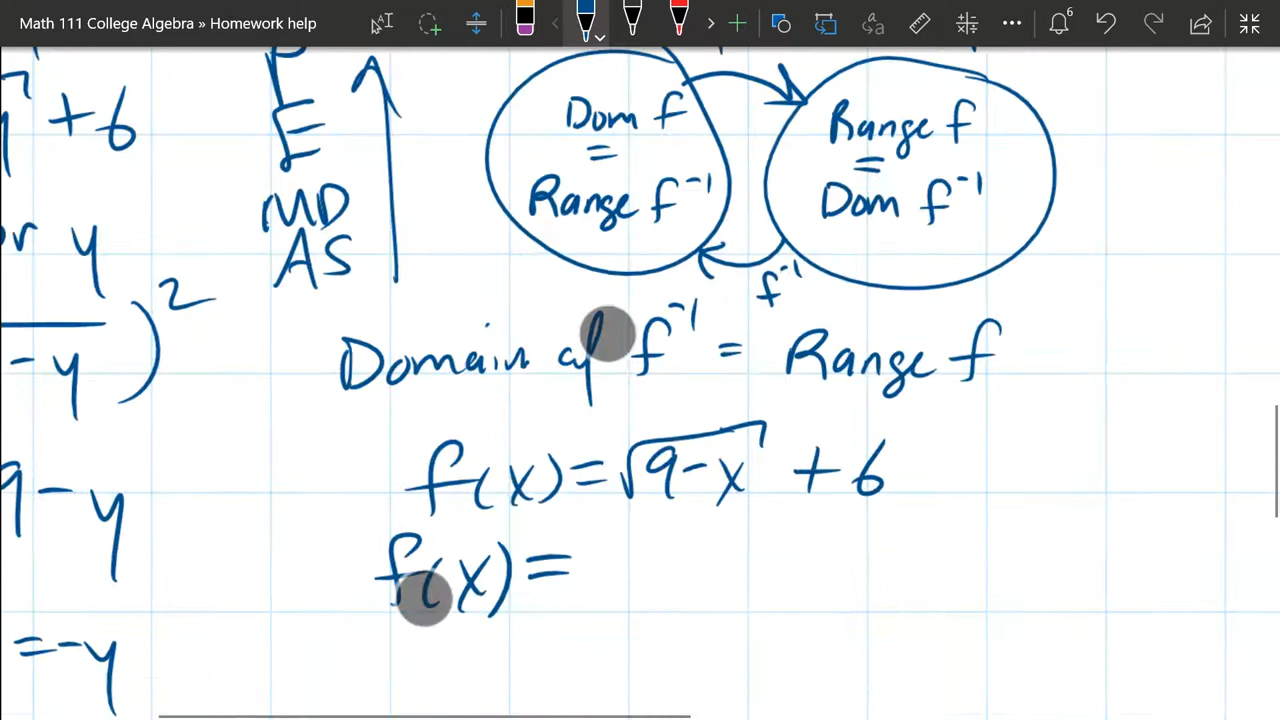 Math 111 College Algebra » Homework help
6
+6
P
E
MD
AS
Dom f
=
Range f⁻¹
Range f
=
Dom f⁻¹
f⁻¹
y
-y)²
Domain of f⁻¹ = Range f
f(x)=√(9-x) +6
9-y
f(x)=
=-y